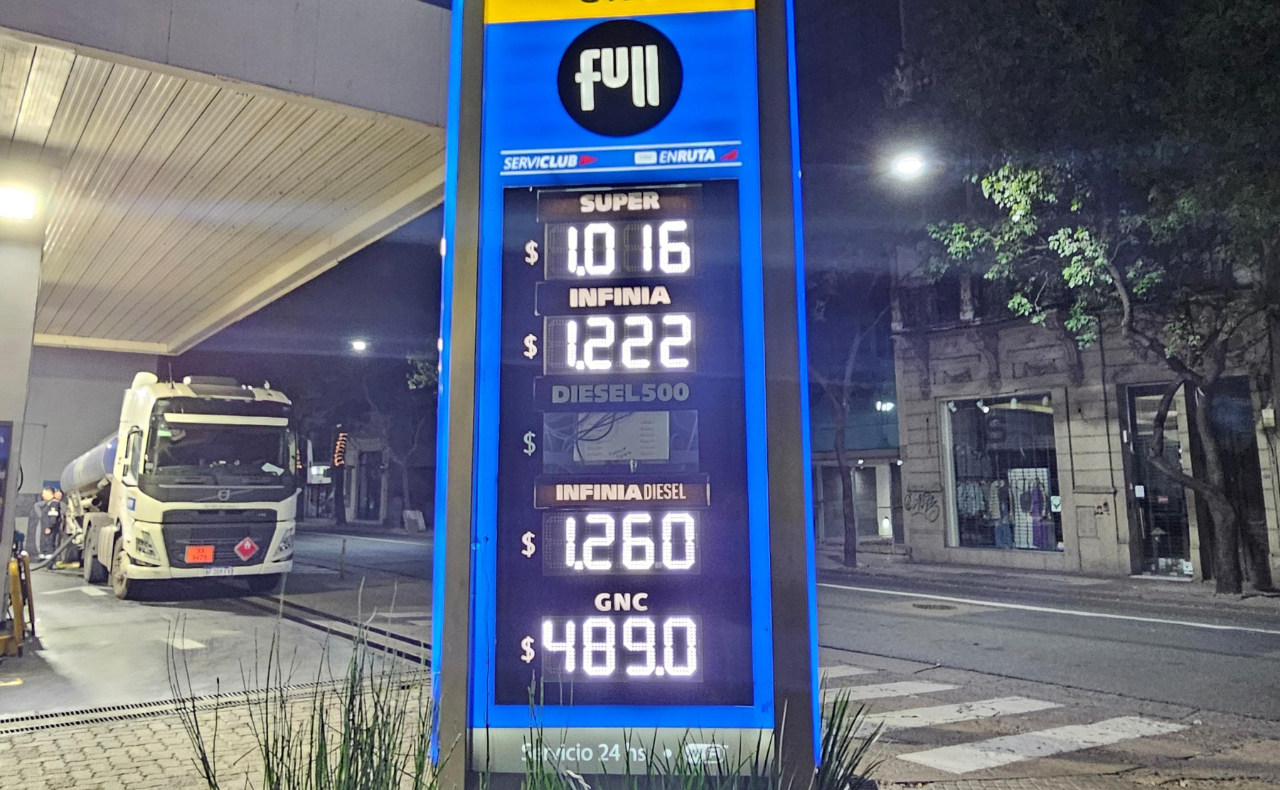 full
SERVICLUB
ENRUTA
SUPER
$ 1.016
INFINIA
$ 1.222
DIESEL500
$
INFINIA DIESEL
$ 1.260
GNC
$ 489.0
Servicio 24 hs. •